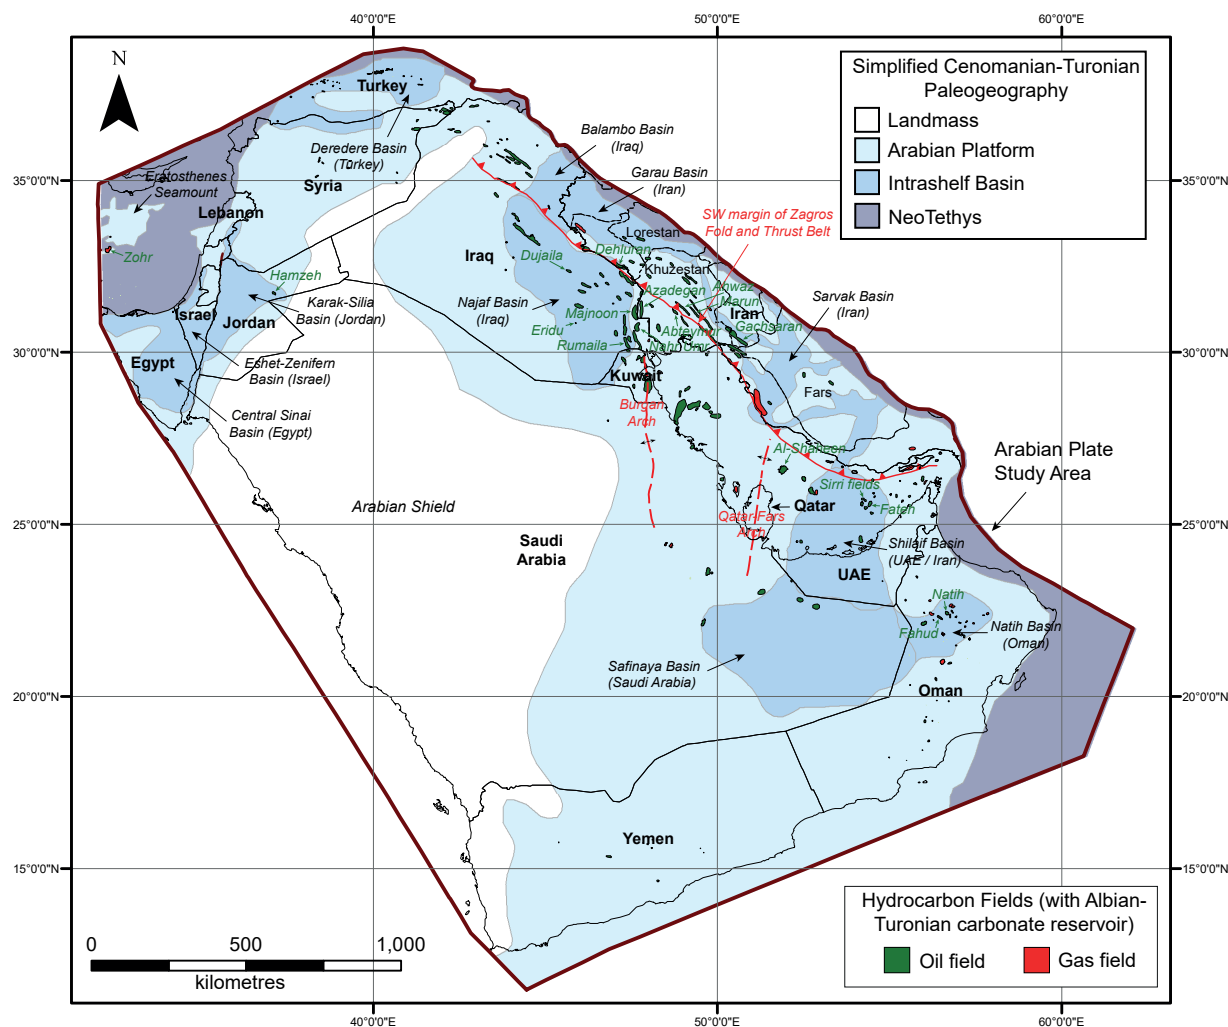 40°0'0"E
50°0'0"E
60°0'0"E
N
Simplified Cenomanian-Turonian
Paleogeography
Landmass
Arabian Platform
Intrashelf Basin
NeoTethys
35°0'0"N
35°0'0"N
30°0'0"N
30°0'0"N
25°0'0"N
25°0'0"N
20°0'0"N
20°0'0"N
15°0'0"N
15°0'0"N
Turkey
Deredere Basin
(Turkey)
Balambo Basin
(Iraq)
Garau Basin
(Iran)
Eratosthenes
Seamount
Syria
Lebanon
SW margin of Zagros
Fold and Thrust Belt
Lorestan
Zohr
Iraq
Dujaila
Dehluran
Khuzestan
Hamzeh
Azadegan
Ahwaz
Marun
Karak-Silia
Basin (Jordan)
Najaf Basin
(Iraq)
Sarvak Basin
(Iran)
Israel
Jordan
Majnoon
Iran
Eridu
Abteymur
Gachsaran
Rumaila
Nahr Umr
Egypt
Eshet-Zenifern
Basin (Israel)
Kuwait
Fars
Central Sinai
Basin (Egypt)
Burgan
Arch
Al-Shaheen
Arabian Plate
Study Area
Sirri fields
Arabian Shield
Qatar
Fateh
Qatar-Fars
Arch
Saudi
Arabia
Shilaif Basin
(UAE / Iran)
UAE
Natih
Fahud
Natih Basin
(Oman)
Safinaya Basin
(Saudi Arabia)
Oman
Yemen
Hydrocarbon Fields (with Albian-
Turonian carbonate reservoir)
Oil field
Gas field
0
500
1,000
kilometres
40°0'0"E
50°0'0"E
60°0'0"E